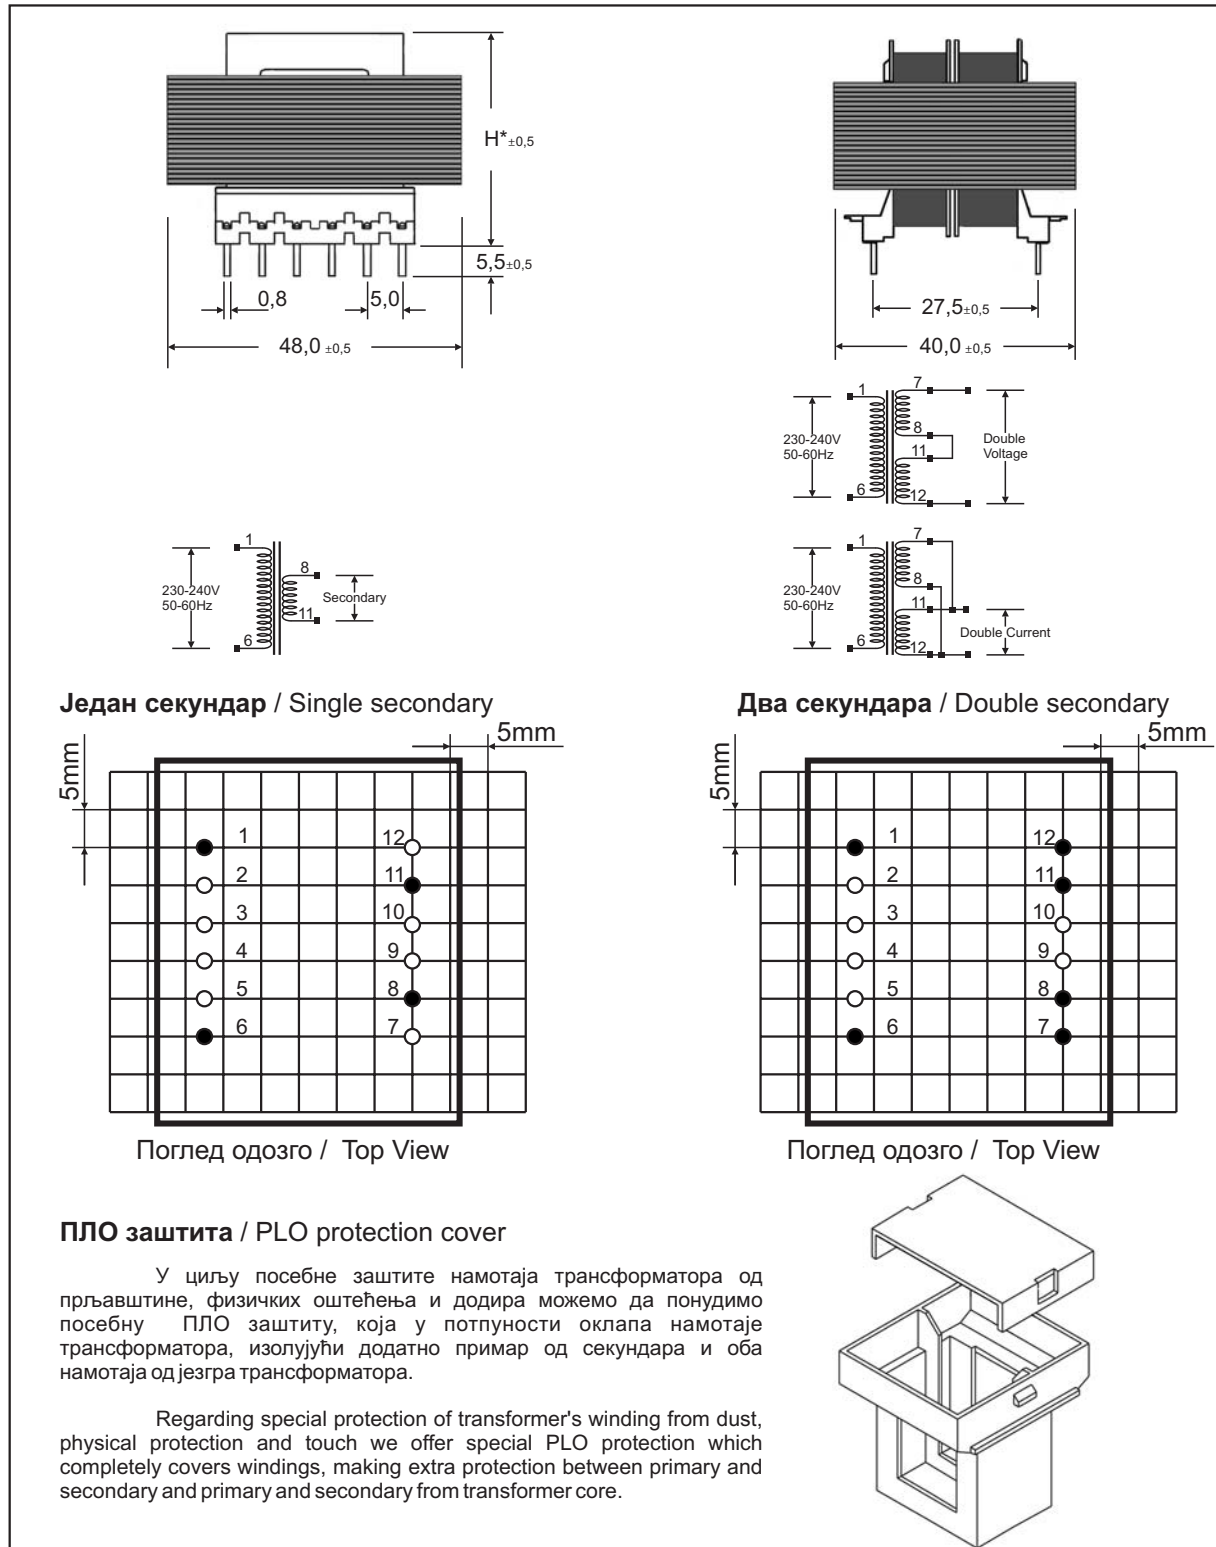 H*±0,5
5,5±0,5
0,8
5,0
48,0 ±0,5
27,5±0,5
40,0 ±0,5
1
7
230-240V
50-60Hz
8
11
Double
Voltage
6
12
1
8
230-240V
50-60Hz
Secondary
11
6
1
7
230-240V
50-60Hz
8
11
Double Current
6
12
Један секундар / Single secondary
5mm
5mm
1
12
2
11
3
10
4
9
5
8
6
7
Поглед одозго / Top View
Два секундара / Double secondary
5mm
5mm
1
12
2
11
3
10
4
9
5
8
6
7
Поглед одозго / Top View
ПЛО заштита / PLO protection cover
У циљу посебне заштите намотаја трансформатора од
прљавштине, физичких оштећења и додира можемо да понудимо
посебну ПЛО заштиту, која у потпуности оклапа намотаје
трансформатора, изолујући додатно примар од секундара и оба
намотаја од језгра трансформатора.
Regarding special protection of transformer's winding from dust,
physical protection and touch we offer special PLO protection which
completely covers windings, making extra protection between primary and
secondary and primary and secondary from transformer core.